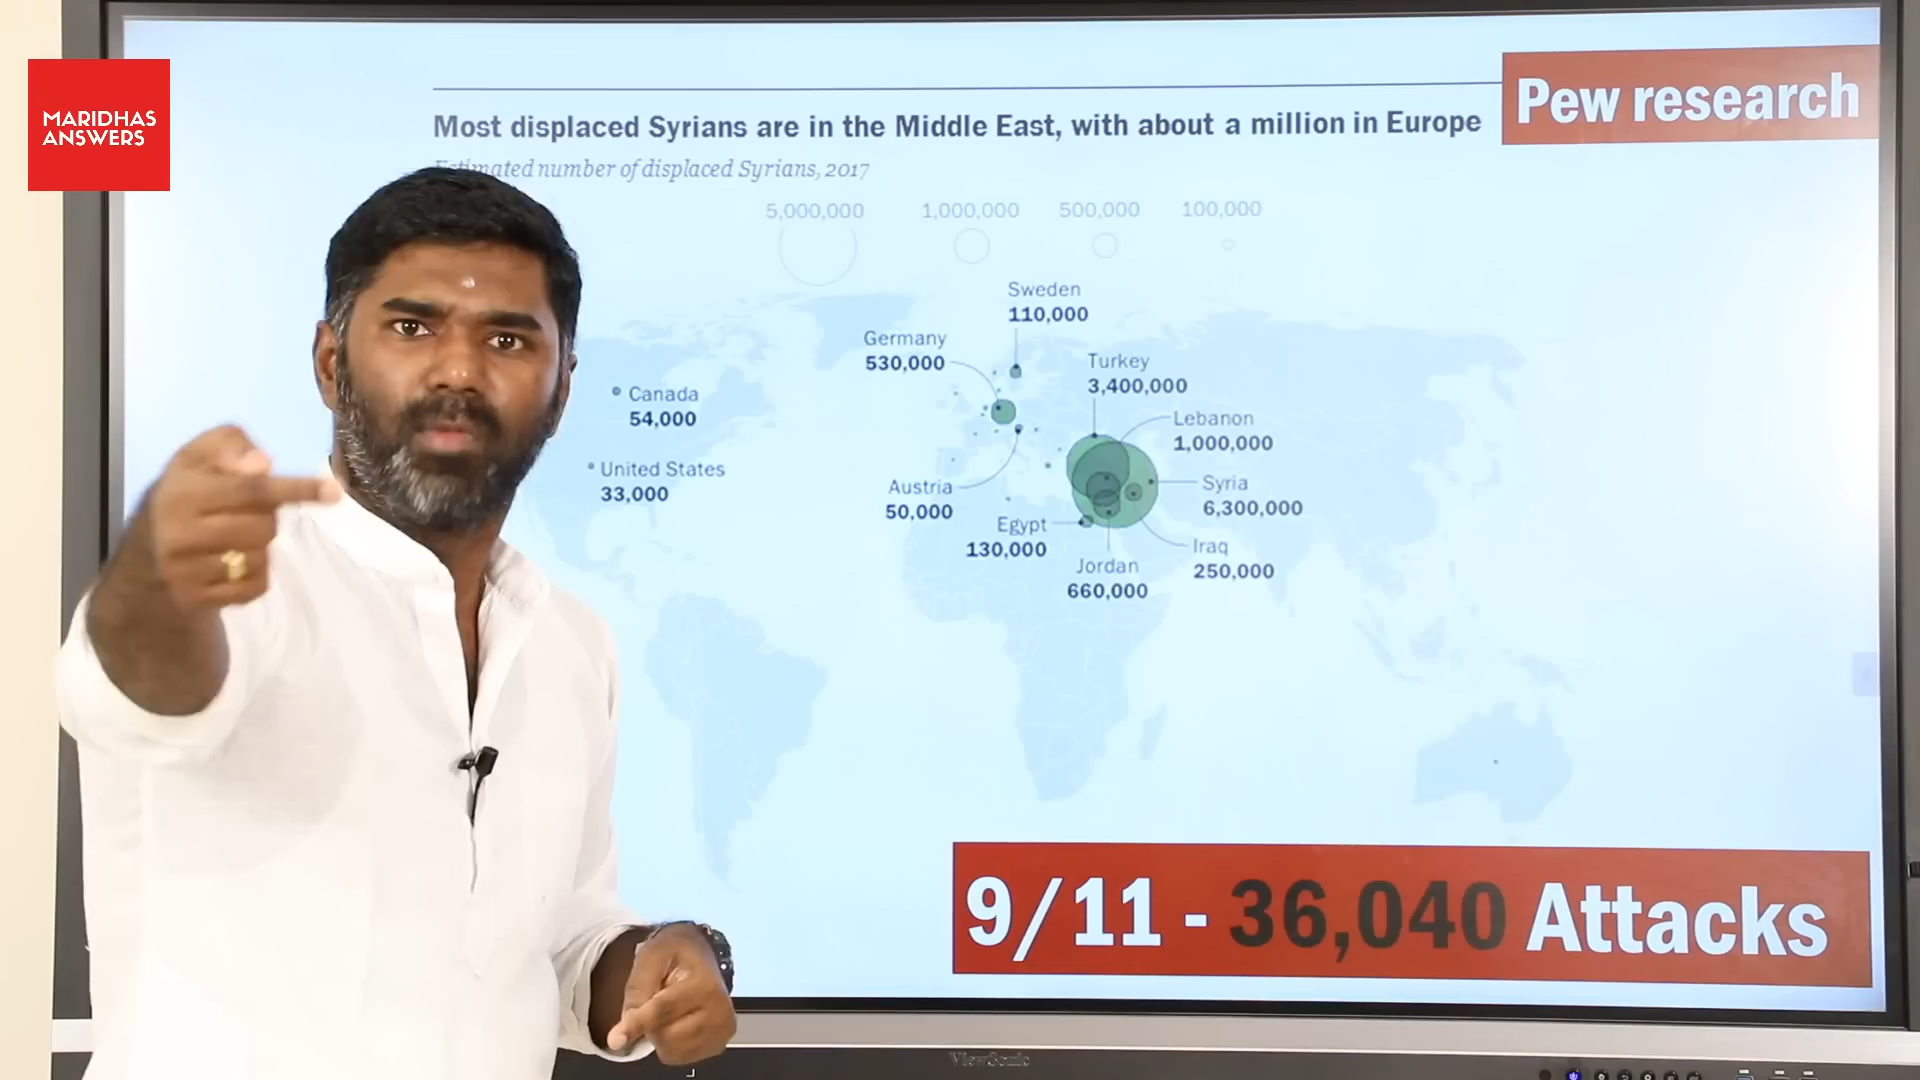 MARIDHAS
ANSWERS
Pew research
Most displaced Syrians are in the Middle East, with about a million in Europe
Estimated number of displaced Syrians, 2017
5,000,000
1,000,000
500,000
100,000
Sweden
110,000
Germany
530,000
Turkey
3,400,000
Canada
54,000
Lebanon
1,000,000
United States
33,000
Austria
50,000
Syria
6,300,000
Egypt
130,000
Iraq
250,000
Jordan
660,000
9/11 - 36,040 Attacks
ViewSonic